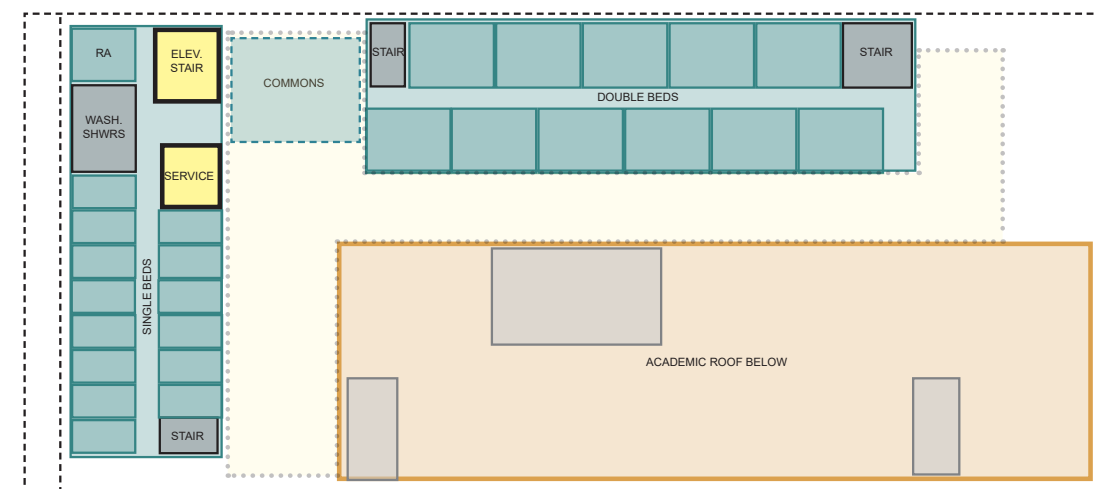 RA
ELEV.
STAIR
WASH.
SHWRS
SERVICE
SINGLE BEDS
STAIR
COMMONS
STAIR
STAIR
DOUBLE BEDS
ACADEMIC ROOF BELOW